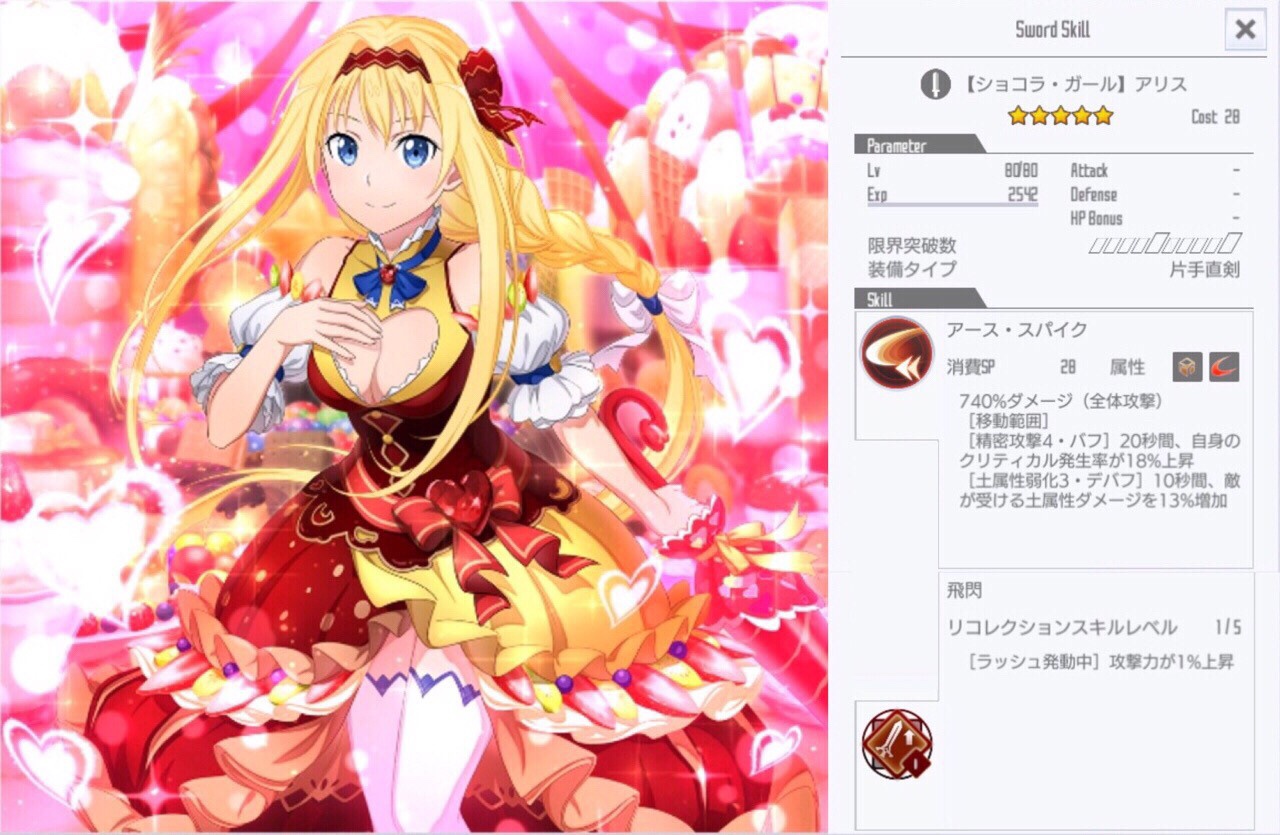 Sword Skill
【ショコラ・ガール】アリス
Cost 28
Parameter
Lv 80/80 Attack -
Exp 2542 Defense -
HP Bonus -
限界突破数
装備タイプ 片手直剣
Skill
アース・スパイク
消費SP 28 属性
740%ダメージ（全体攻撃）
［移動範囲］
［精密攻撃4・バフ］20秒間、自身の
クリティカル発生率が18%上昇
［土属性弱化3・デバフ］10秒間、敵
が受ける土属性ダメージを13%増加
飛閃
リコレクションスキルレベル 1/5
［ラッシュ発動中］攻撃力が1%上昇